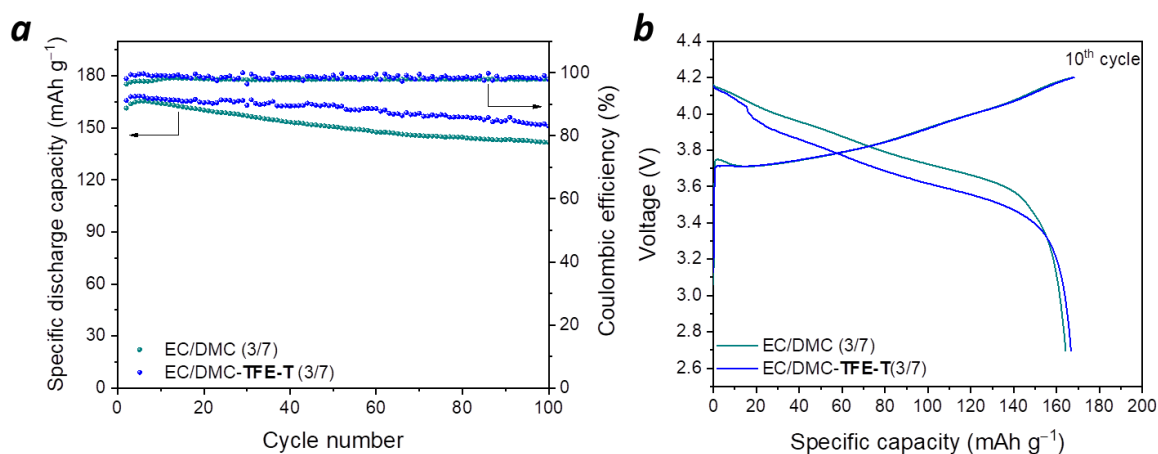 a
Specific discharge capacity (mAh g⁻¹)
180
150
120
90
60
30
0
100
80
60
40
20
0
Coulombic efficiency (%)
EC/DMC (3/7)
EC/DMC-TFE-T (3/7)
0 20 40 60 80 100
Cycle number
b
Voltage (V)
4.4
4.2
4.0
3.8
3.6
3.4
3.2
3.0
2.8
2.6
10th cycle
EC/DMC (3/7)
EC/DMC-TFE-T(3/7)
0 20 40 60 80 100 120 140 160 180 200
Specific capacity (mAh g⁻¹)